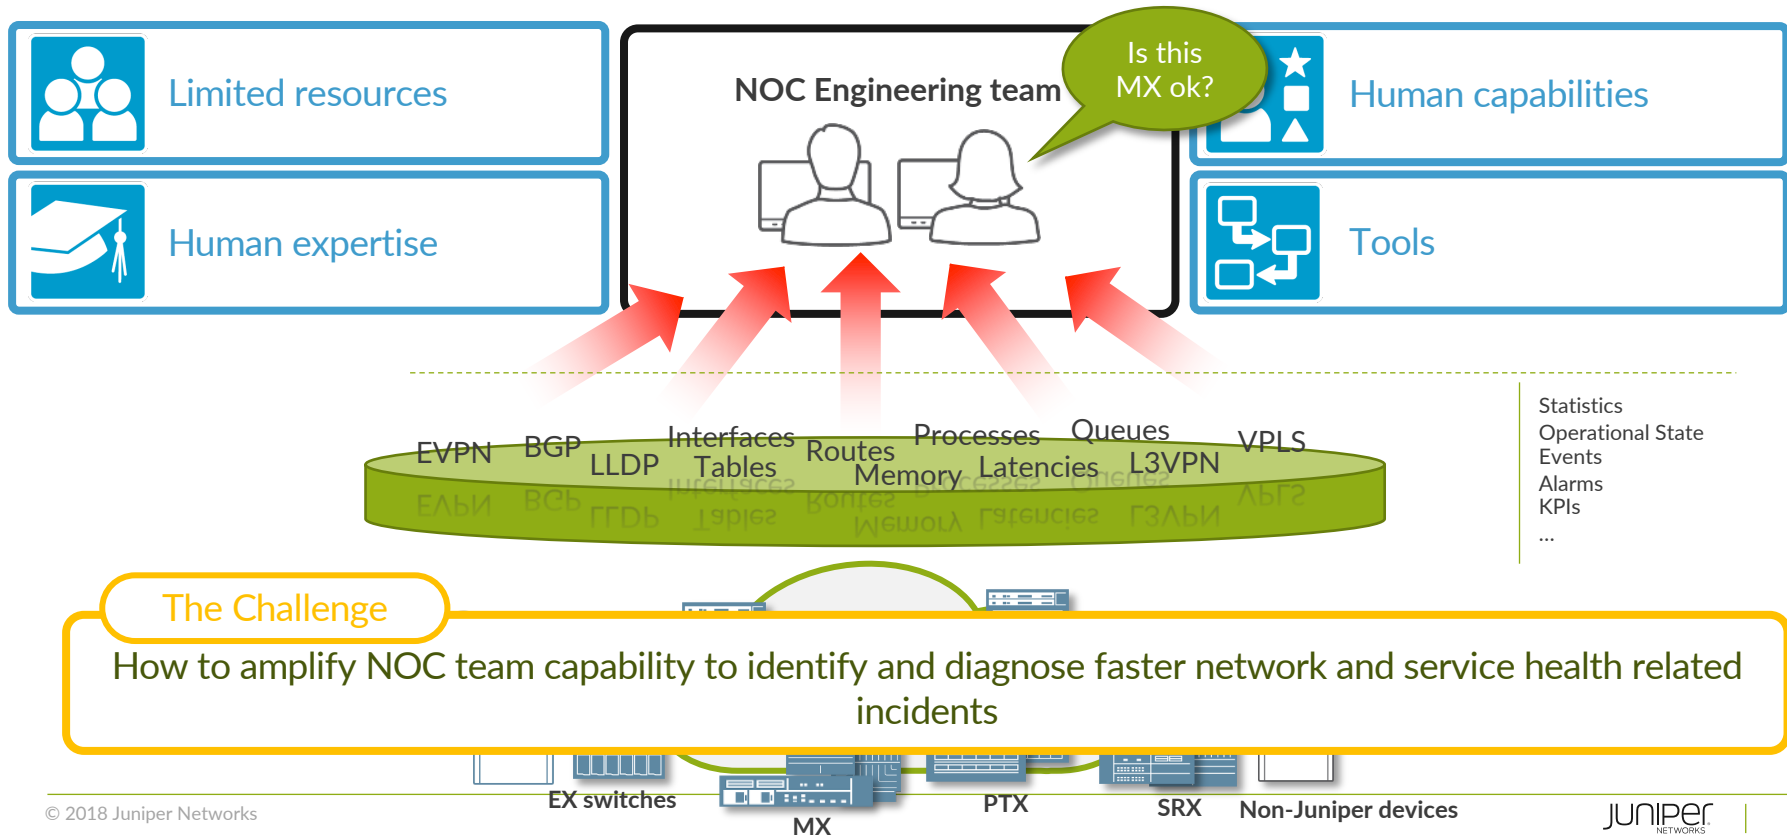 Limited resources
Human expertise
NOC Engineering team
Is this
MX ok?
Human capabilities
Tools
EVPN
BGP
LLDP
Interfaces
Tables
Routes
Memory
Processes
Latencies
Queues
L3VPN
VPLS
Statistics
Operational State
Events
Alarms
KPIs
...
The Challenge
How to amplify NOC team capability to identify and diagnose faster network and service health related
incidents
EX switches
MX
PTX
SRX
Non-Juniper devices
© 2018 Juniper Networks
JUNIPER
NETWORKS